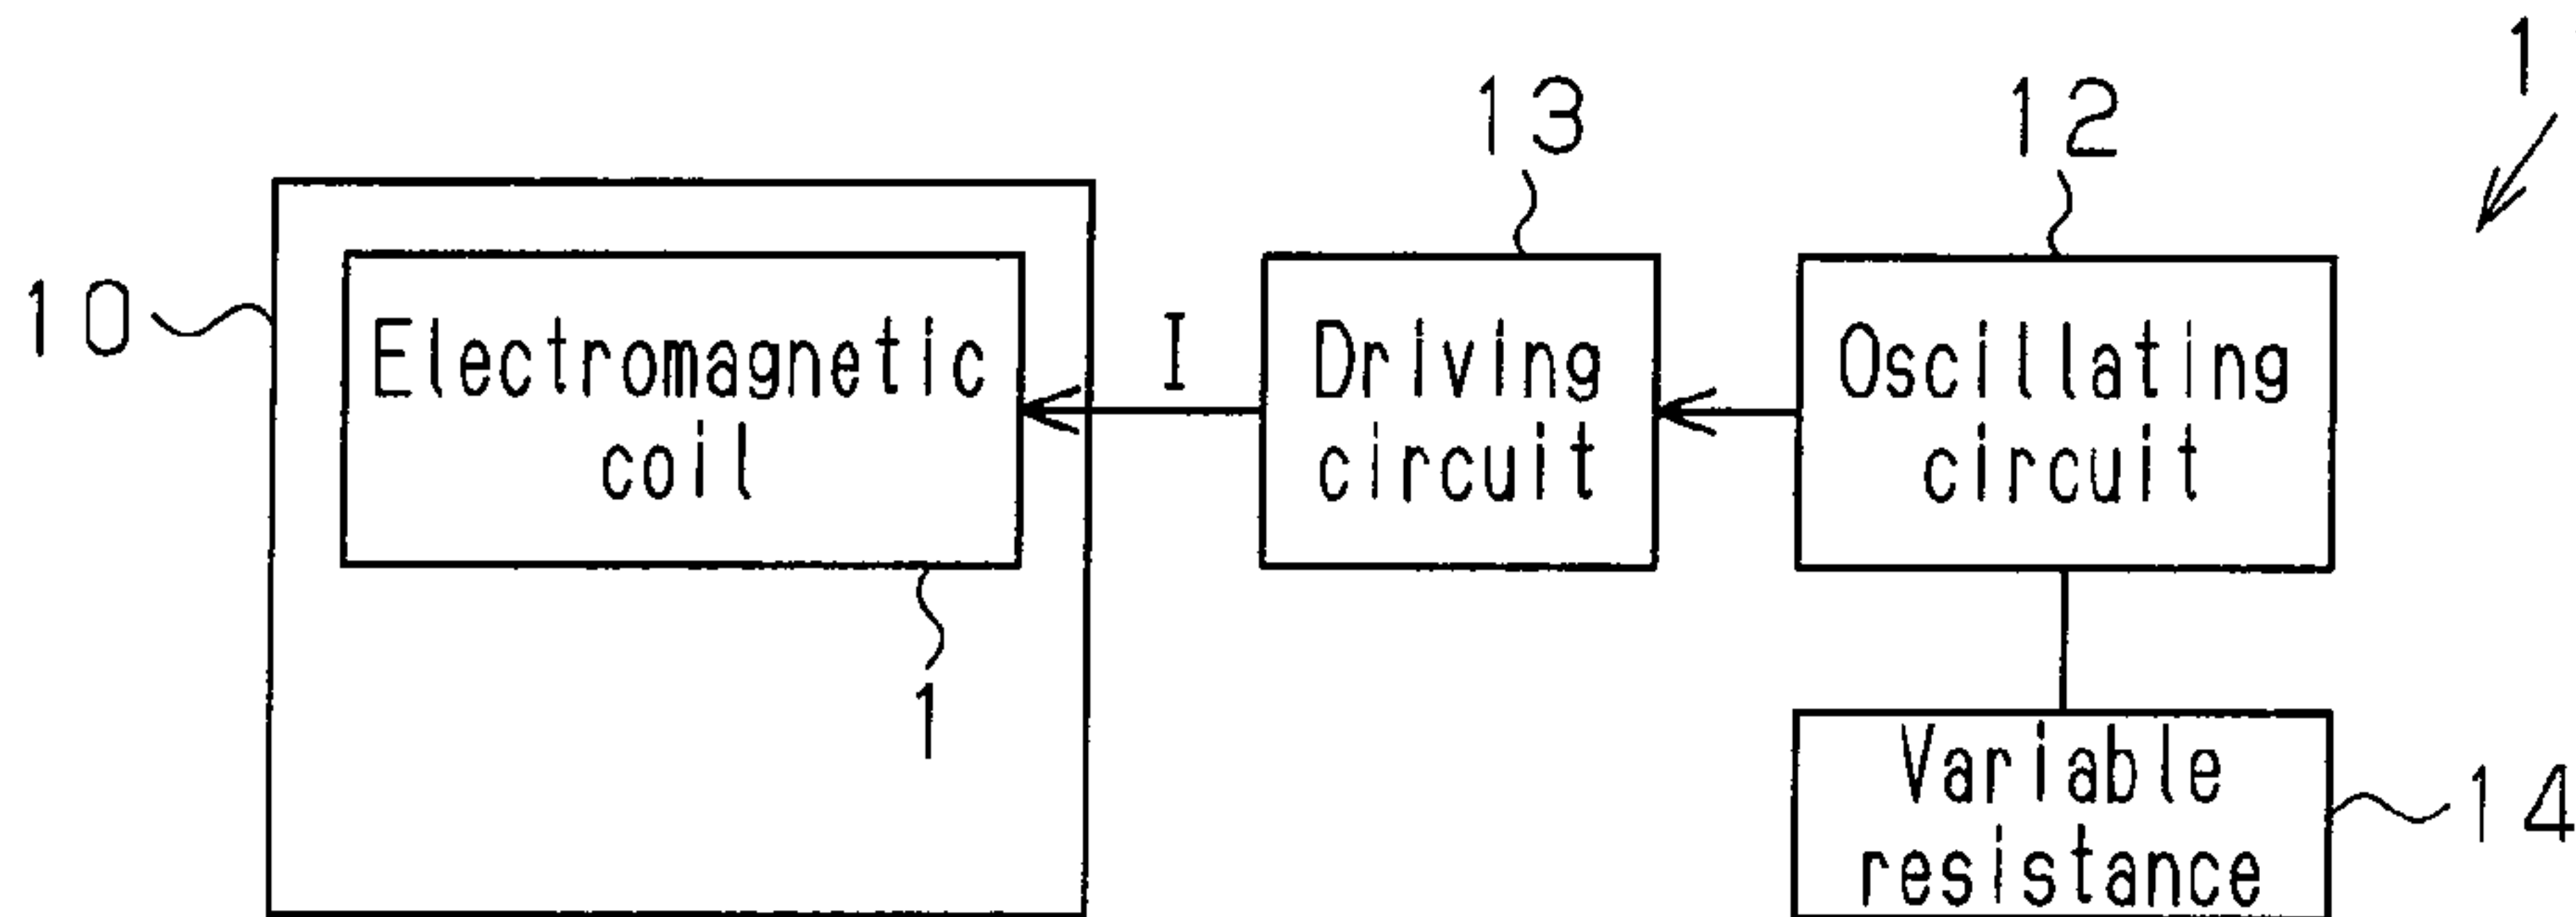 1
13
12
10
Electromagnetic
coil
I
Driving
circuit
Oscillating
circuit
1
Variable
resistance
14